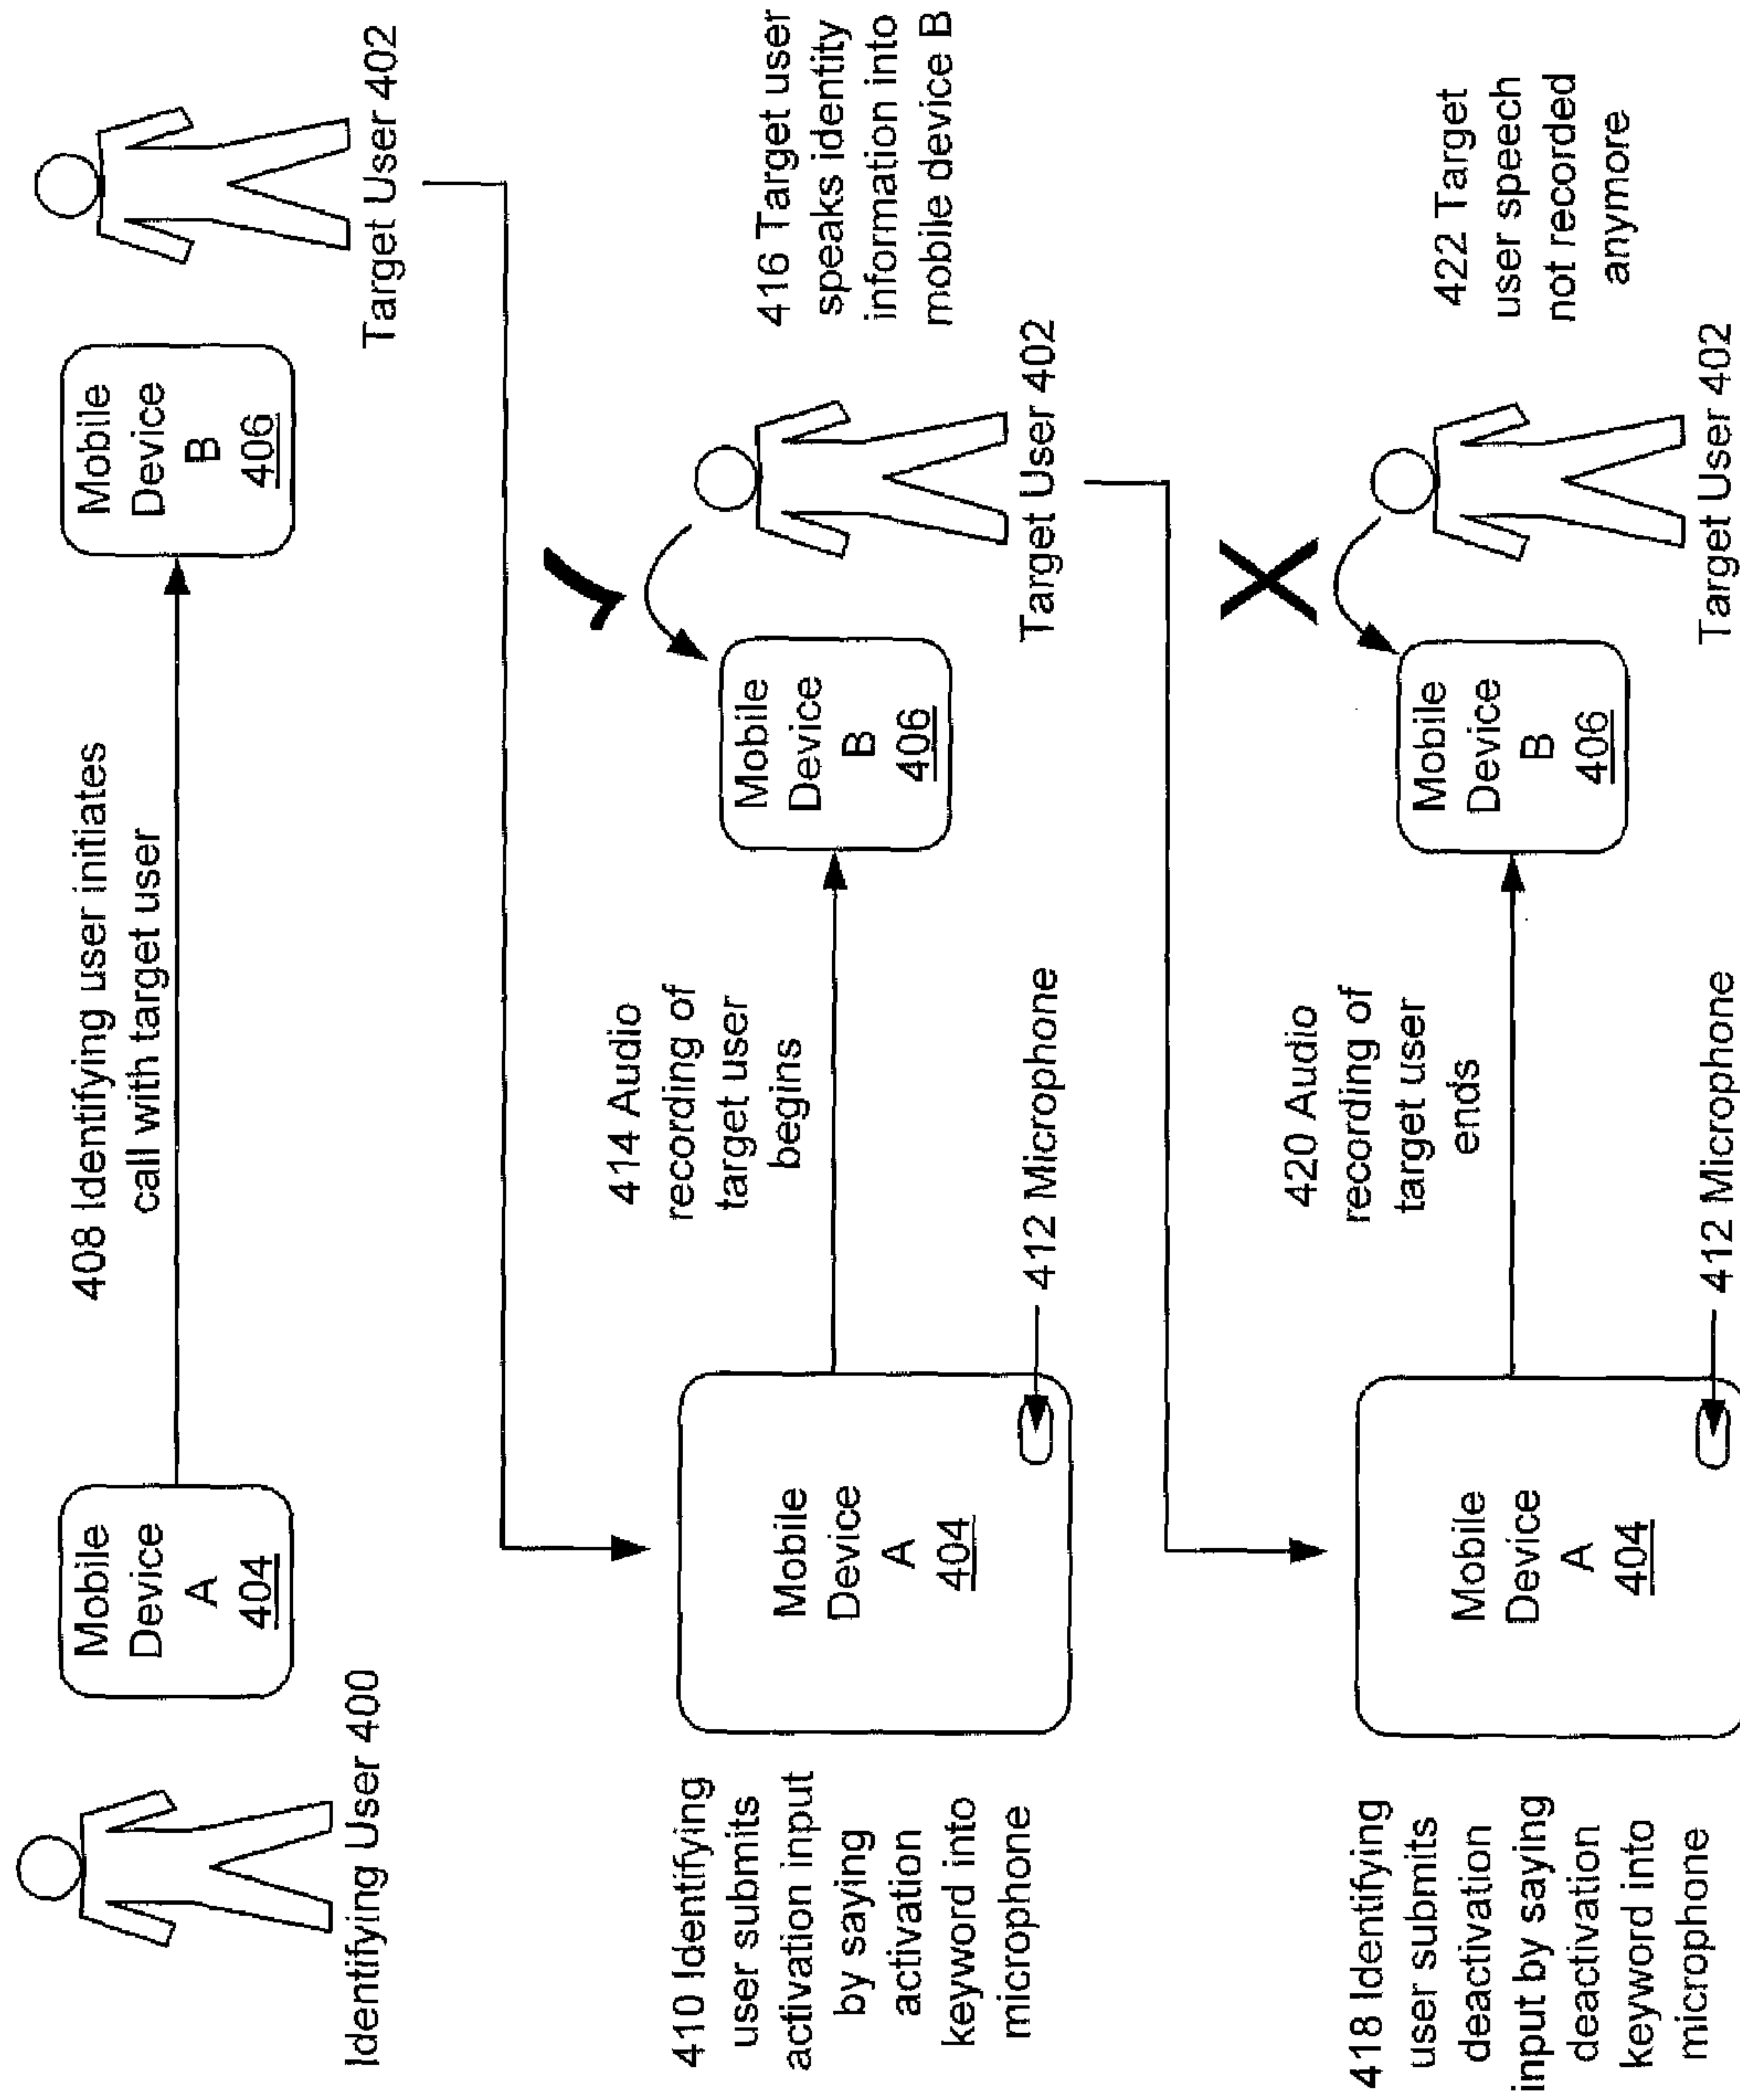 Identifying User 400
Mobile
Device
A
404
408 Identifying user initiates
call with target user
Mobile
Device
B
406
Target User 402
410 Identifying
user submits
activation input
by saying
activation
keyword into
microphone
Mobile
Device
A
404
412 Microphone
414 Audio
recording of
target user
begins
Mobile
Device
B
406
Target User 402
416 Target user
speaks identity
information into
mobile device B
418 Identifying
user submits
deactivation
input by saying
deactivation
keyword into
microphone
Mobile
Device
A
404
412 Microphone
420 Audio
recording of
target user
ends
Mobile
Device
B
406
Target User 402
422 Target
user speech
not recorded
anymore